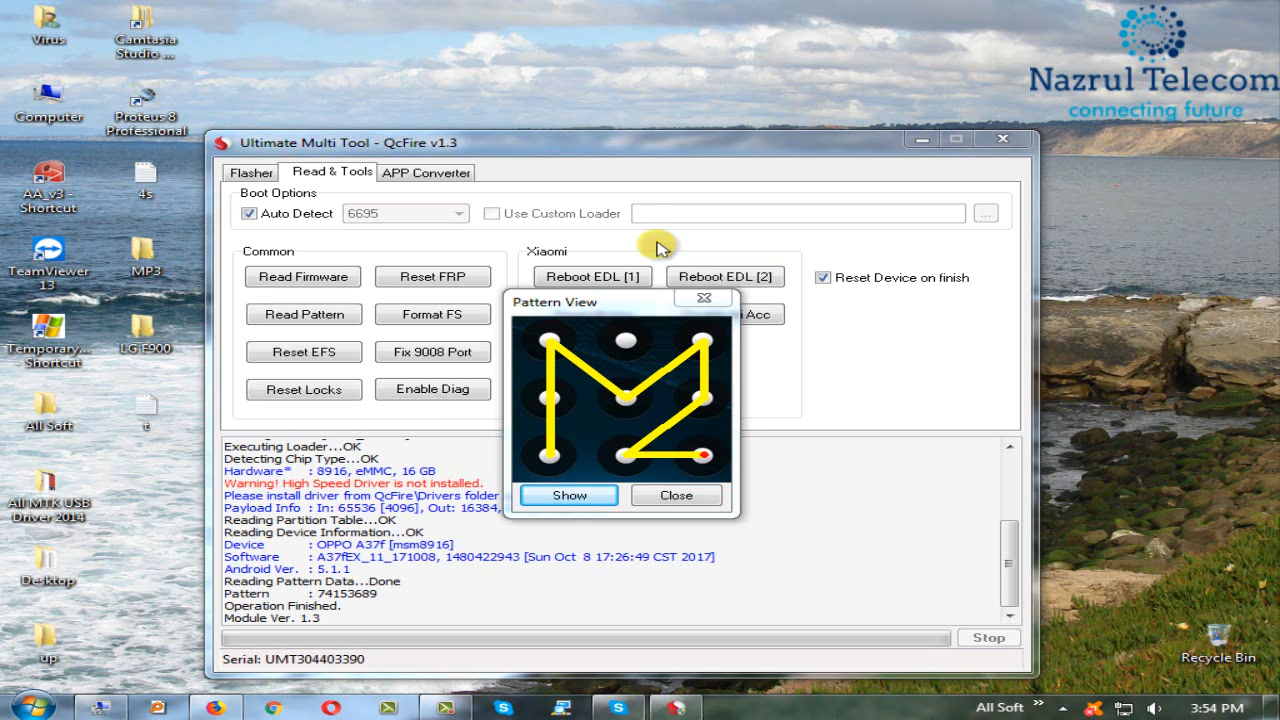 Virus
Camtasia
Studio ...
Computer
Proteus 8
Professional
AA_v3 -
Shortcut
4s
TeamViewer
13
MP3
Temporary...
Shortcut
LG E900
All Soft
t
All MTK USB
Driver 2014
Desktop
up
Nazrul Telecom
connecting future
Ultimate Multi Tool - QcFire v1.3
Flasher
Read & Tools
APP Converter
Boot Options
Auto Detect
6695
Use Custom Loader
...
Common
Xiaomi
Read Firmware
Reset FRP
Reboot EDL [1]
Reboot EDL [2]
Reset Device on finish
Read Pattern
Format FS
i Acc
Reset EFS
Fix 9008 Port
Reset Locks
Enable Diag
Pattern View
Show
Close
Executing Loader...OK
Detecting Chip Type...OK
Hardware* : 8916, eMMC, 16 GB
Warning! High Speed Driver is not installed.
Please install driver from QcFire\Drivers folder
Payload Info : In: 65536 [4096], Out: 16384,
Reading Partition Table...OK
Reading Device Information...OK
Device : OPPO A37f [msm8916]
Software : A37fEX_11_171008, 1480422943 [Sun Oct 8 17:26:49 CST 2017]
Android Ver. : 5.1.1
Reading Pattern Data...Done
Pattern : 74153689
Operation Finished.
Module Ver. 1.3
Stop
Serial: UMT304403390
Recycle Bin
All Soft
3:54 PM